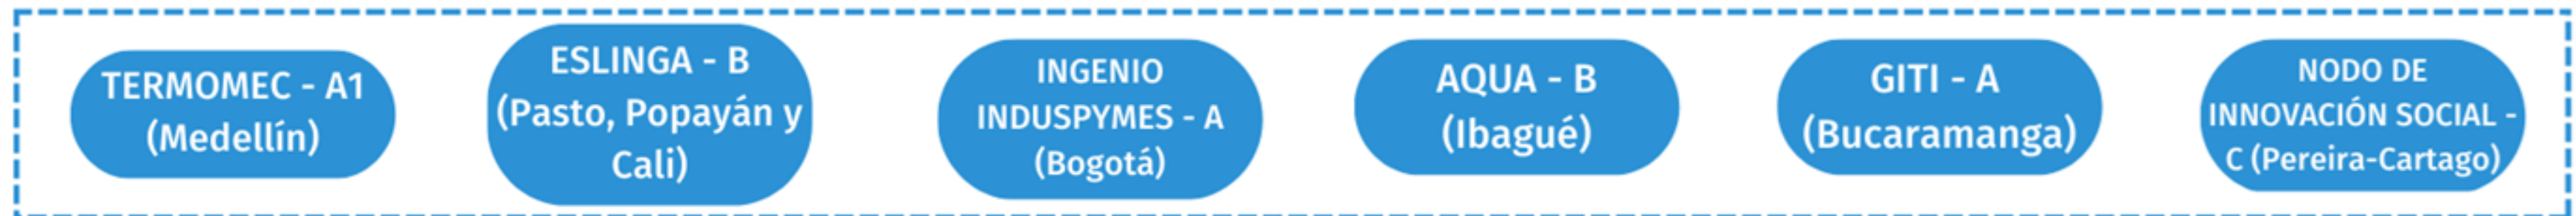 TERMOMEC - A1
(Medellín)
ESLINGA - B
(Pasto, Popayán y
Cali)
INGENIO
INDUSPYMES - A
(Bogotá)
AQUA - B
(Ibagué)
GITI - A
(Bucaramanga)
NODO DE
INNOVACIÓN SOCIAL -
C (Pereira-Cartago)